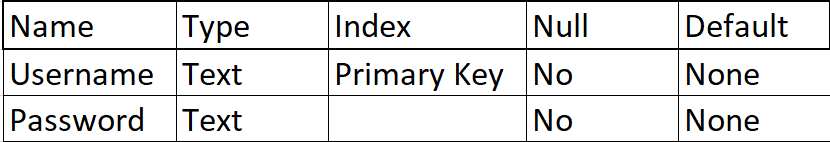 Name Type Index Null Default
Username Text Primary Key No None
Password Text No None